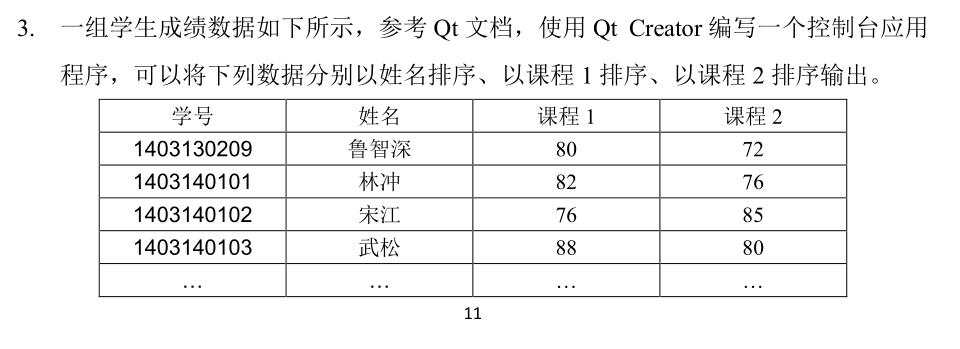 3. 一组学生成绩数据如下所示，参考 Qt 文档，使用 Qt Creator 编写一个控制台应用
程序，可以将下列数据分别以姓名排序、以课程 1 排序、以课程 2 排序输出。
学号 姓名 课程 1 课程 2
1403130209 鲁智深 80 72
1403140101 林冲 82 76
1403140102 宋江 76 85
1403140103 武松 88 80
… … … …
11